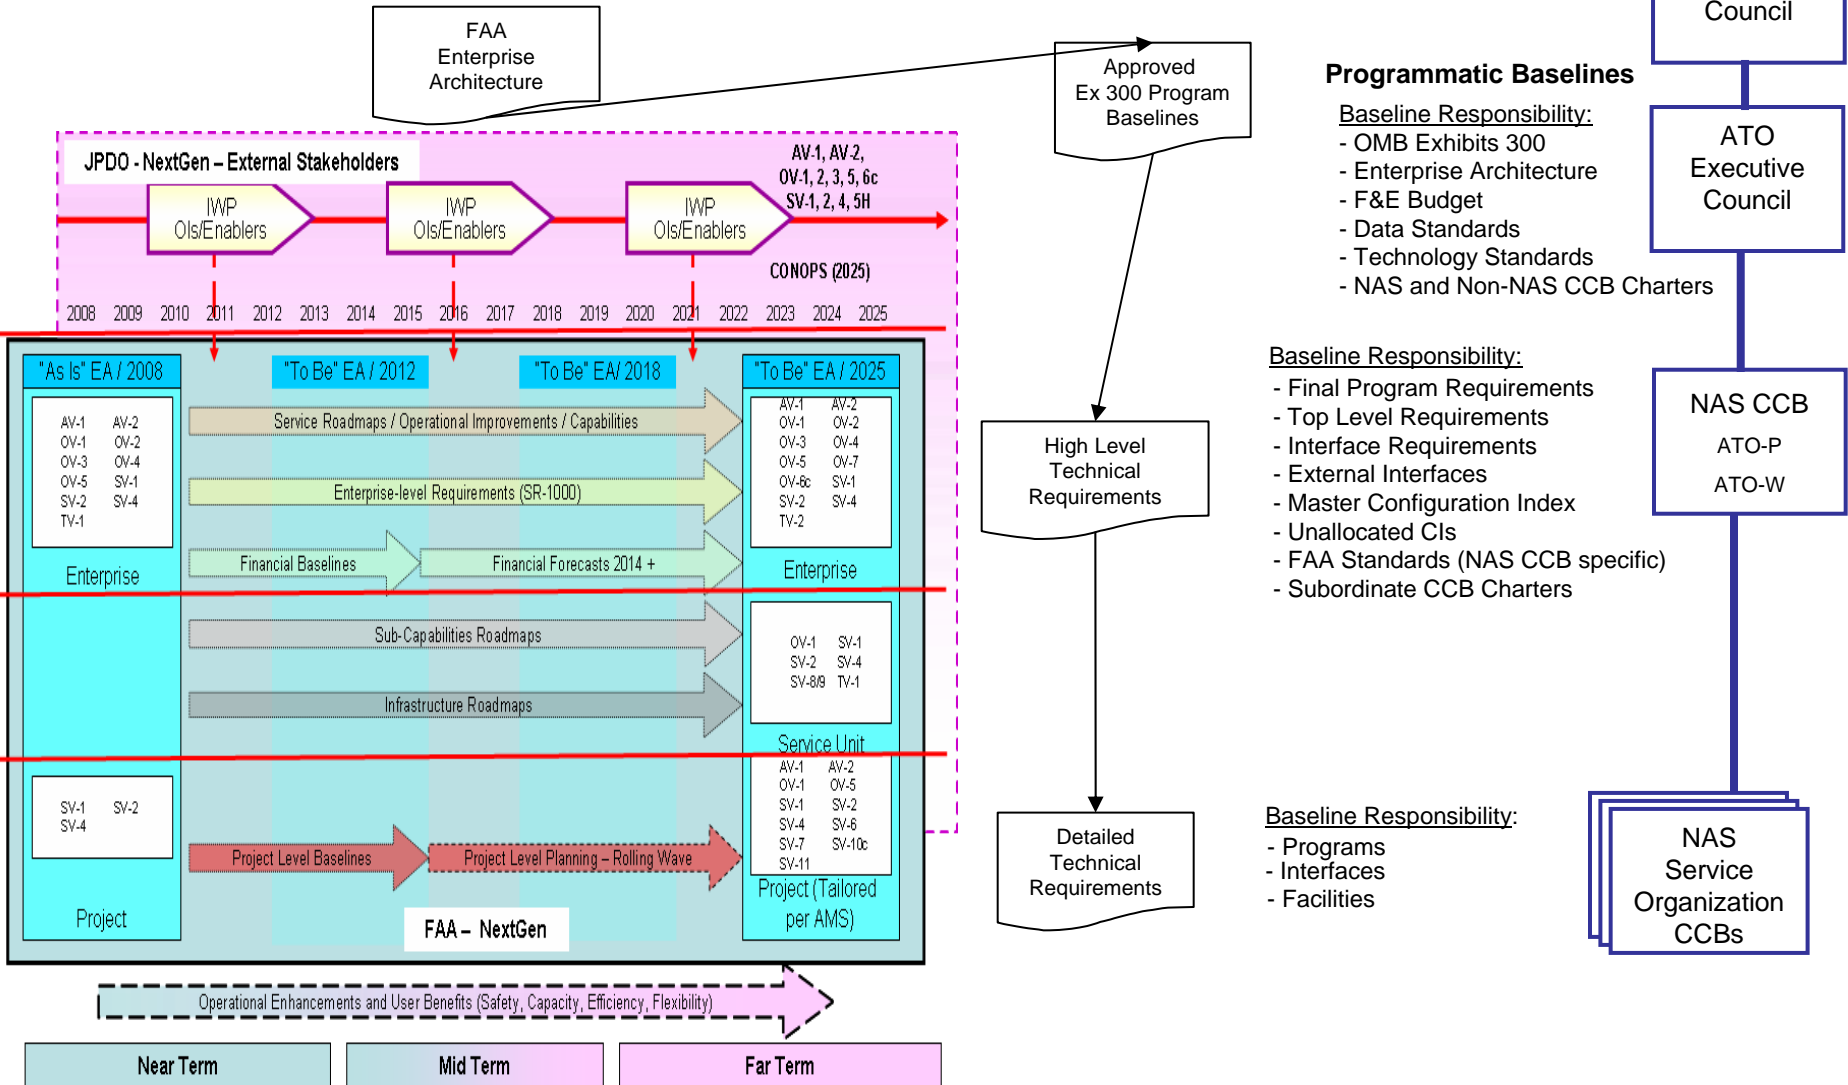 FAA
Enterprise
Architecture
Approved
Ex 300 Program
Baselines
Council
Programmatic Baselines
Baseline Responsibility:
- OMB Exhibits 300
- Enterprise Architecture
- F&E Budget
- Data Standards
- Technology Standards
- NAS and Non-NAS CCB Charters
ATO
Executive
Council
JPDO - NextGen – External Stakeholders
AV-1, AV-2,
OV-1, 2, 3, 5, 6c
SV-1, 2, 4, 5H
IWP
OIs/Enablers
IWP
OIs/Enablers
IWP
OIs/Enablers
CONOPS (2025)
2008 2009 2010 2011 2012 2013 2014 2015 2016 2017 2018 2019 2020 2021 2022 2023 2024 2025
"As Is" EA / 2008
"To Be" EA / 2012
"To Be" EA/ 2018
"To Be" EA / 2025
AV-1 AV-2
OV-1 OV-2
OV-3 OV-4
OV-5 SV-1
SV-2 SV-4
TV-1
Enterprise
Service Roadmaps / Operational Improvements / Capabilities
Enterprise-level Requirements (SR-1000)
Financial Baselines
Financial Forecasts 2014 +
AV-1 AV-2
OV-1 OV-2
OV-3 OV-4
OV-5 OV-7
OV-6c SV-1
SV-2 SV-4
TV-2
Enterprise
Sub-Capabilities Roadmaps
Infrastructure Roadmaps
OV-1 SV-1
SV-2 SV-4
SV-8/9 TV-1
Service Unit
SV-1 SV-2
SV-4
Project
Project Level Baselines
Project Level Planning – Rolling Wave
AV-1 AV-2
OV-1 OV-5
SV-1 SV-2
SV-4 SV-6
SV-7 SV-10c
SV-11
Project (Tailored
per AMS)
FAA – NextGen
Operational Enhancements and User Benefits (Safety, Capacity, Efficiency, Flexibility)
Near Term
Mid Term
Far Term
High Level
Technical
Requirements
Baseline Responsibility:
- Final Program Requirements
- Top Level Requirements
- Interface Requirements
- External Interfaces
- Master Configuration Index
- Unallocated CIs
- FAA Standards (NAS CCB specific)
- Subordinate CCB Charters
NAS CCB
ATO-P
ATO-W
Detailed
Technical
Requirements
Baseline Responsibility:
- Programs
- Interfaces
- Facilities
NAS
Service
Organization
CCBs